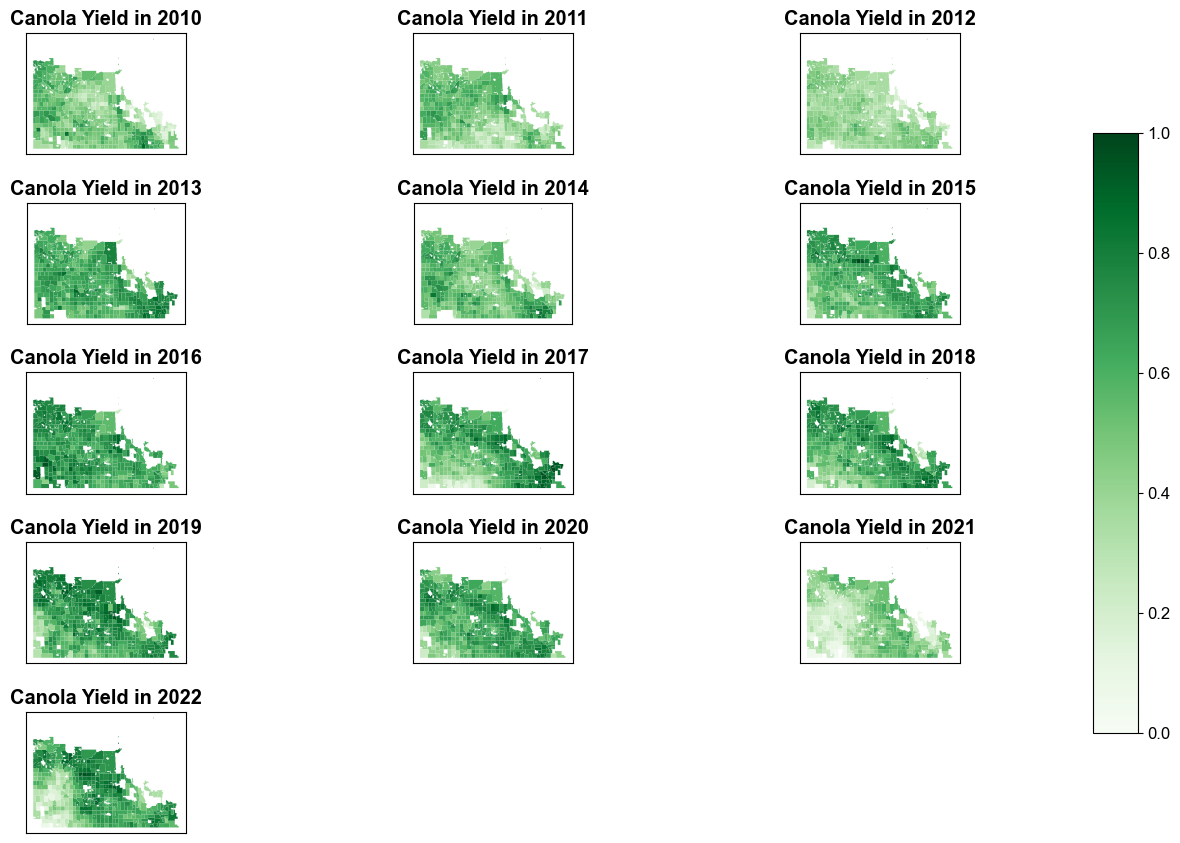 Canola Yield in 2010
Canola Yield in 2011
Canola Yield in 2012
Canola Yield in 2013
Canola Yield in 2014
Canola Yield in 2015
Canola Yield in 2016
Canola Yield in 2017
Canola Yield in 2018
Canola Yield in 2019
Canola Yield in 2020
Canola Yield in 2021
Canola Yield in 2022
1.0
0.8
0.6
0.4
0.2
0.0